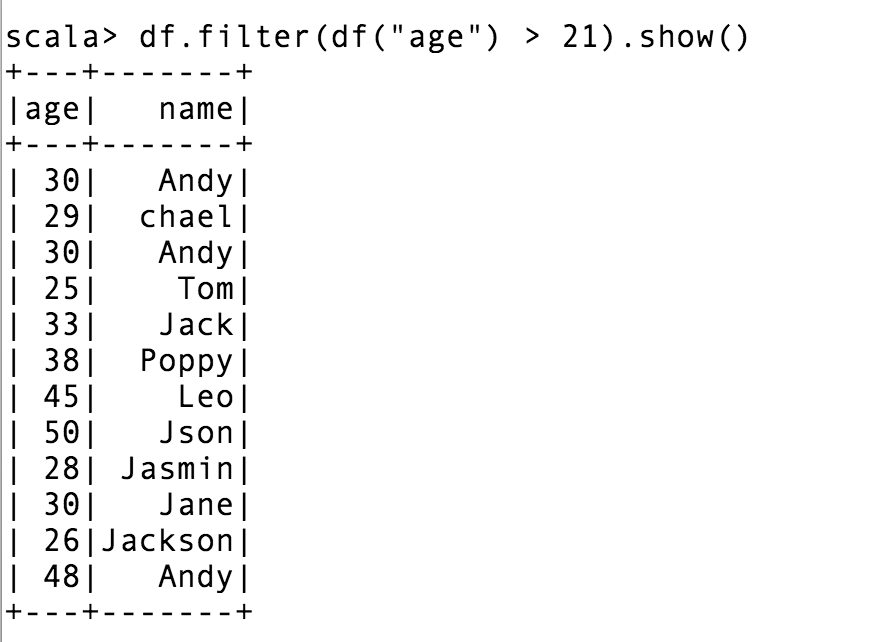 scala> df.filter(df("age") > 21).show()
+---+-------+
|age|   name|
+---+-------+
| 30|   Andy|
| 29|  chael|
| 30|   Andy|
| 25|    Tom|
| 33|   Jack|
| 38|  Poppy|
| 45|    Leo|
| 50|   Json|
| 28| Jasmin|
| 30|   Jane|
| 26|Jackson|
| 48|   Andy|
+---+-------+